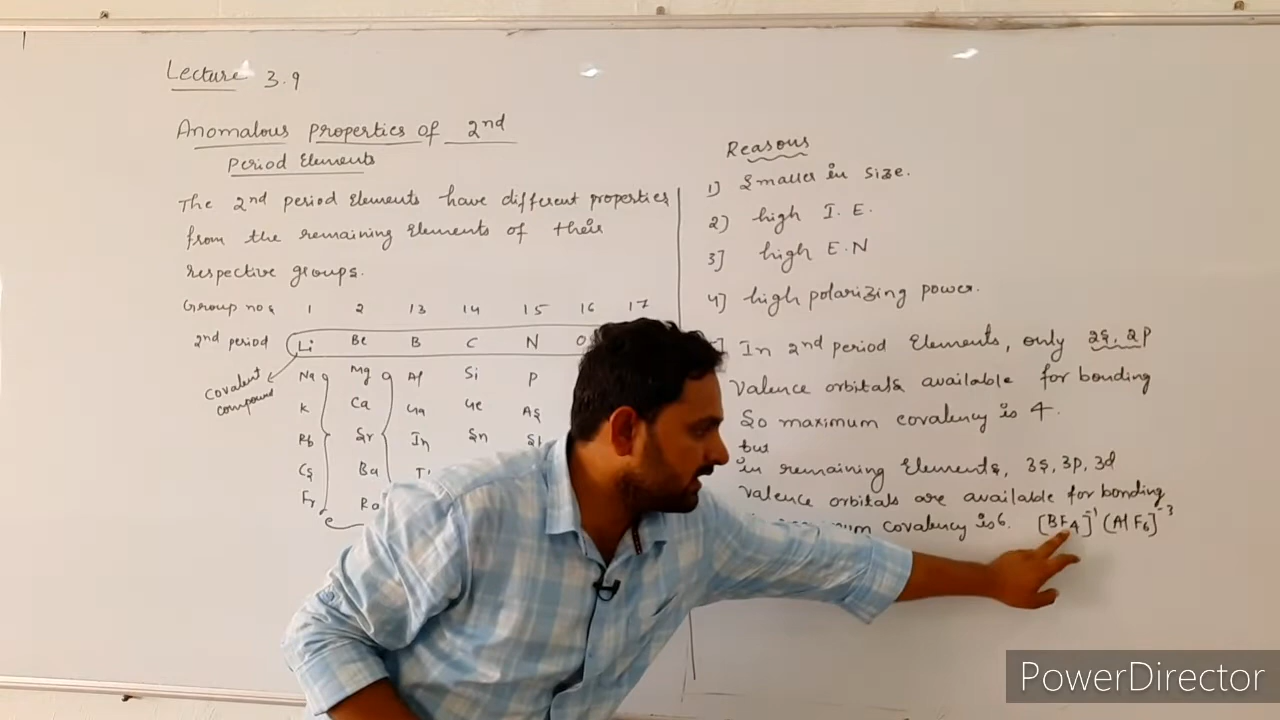 Lecture 3.9
Anomalous Properties of 2nd
Period Elements
The 2nd period Elements have different properties
from the remaining Elements of their
respective groups.
Group nos 1 2 13 14 15 16 17
2nd period Li Be B C N O
Na Mg Al Si P
covalent
compound
K Ca Ga Ge As
Rb Sr In Sn
Cs Ba
Fr Ra
Reasons
1] Smaller in size.
2] high I.E.
3] high E.N
4] high polarizing power.
In 2nd period Elements, only 2s, 2p
valence orbitals available for bonding
So maximum covalency is 4.
but
in remaining Elements, 3s, 3p, 3d
valence orbitals are available for bonding
covalency is 6. [BF4]-1 (AlF6]-3
PowerDirector